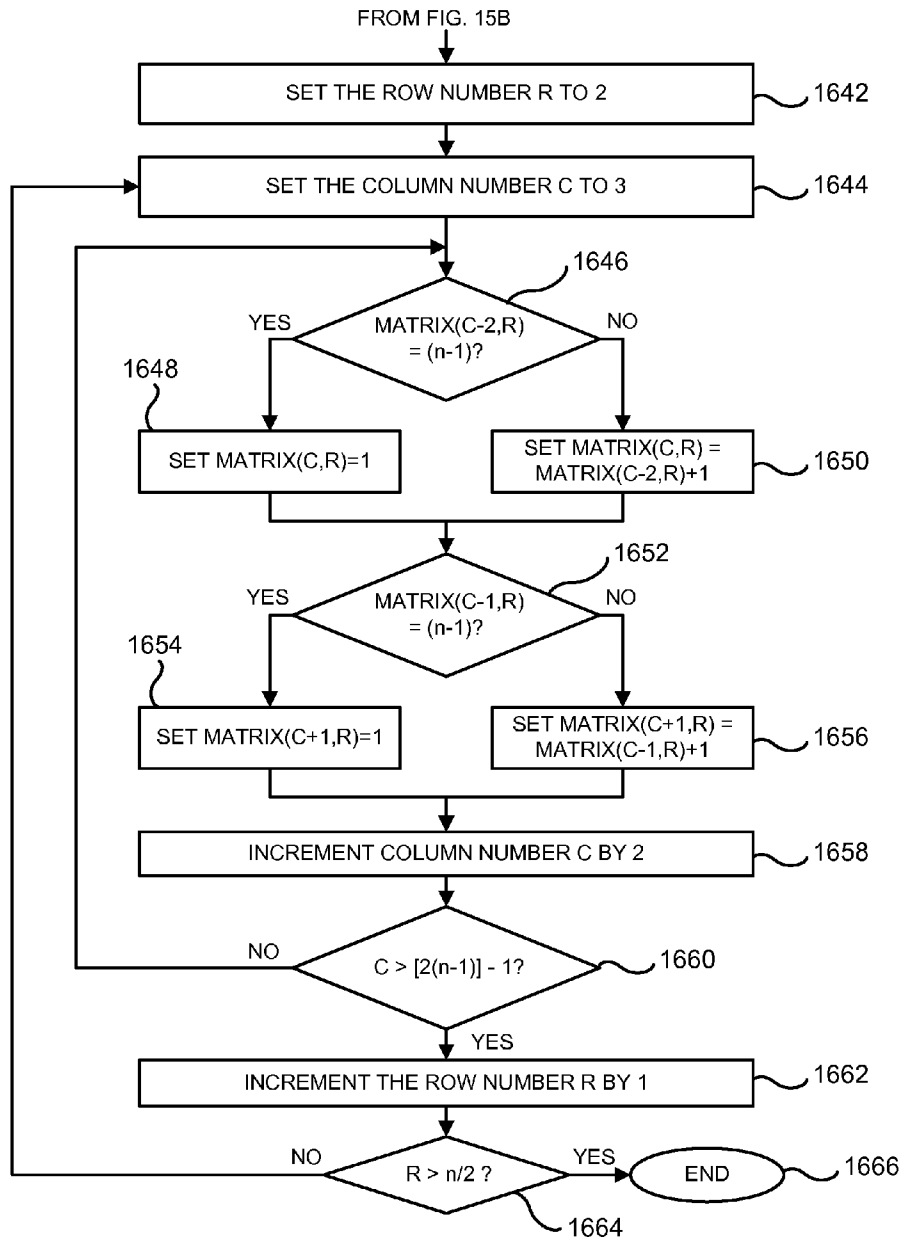 FROM FIG. 15B
SET THE ROW NUMBER R TO 2
1642
SET THE COLUMN NUMBER C TO 3
1644
1646
YES
MATRIX(C-2,R)
= (n-1)?
NO
1648
SET MATRIX(C,R)=1
SET MATRIX(C,R) =
MATRIX(C-2,R)+1
1650
1652
YES
MATRIX(C-1,R)
= (n-1)?
NO
1654
SET MATRIX(C+1,R)=1
SET MATRIX(C+1,R) =
MATRIX(C-1,R)+1
1656
INCREMENT COLUMN NUMBER C BY 2
1658
NO
C > [2(n-1)] - 1?
1660
YES
INCREMENT THE ROW NUMBER R BY 1
1662
NO
R > n/2 ?
YES
END
1666
1664